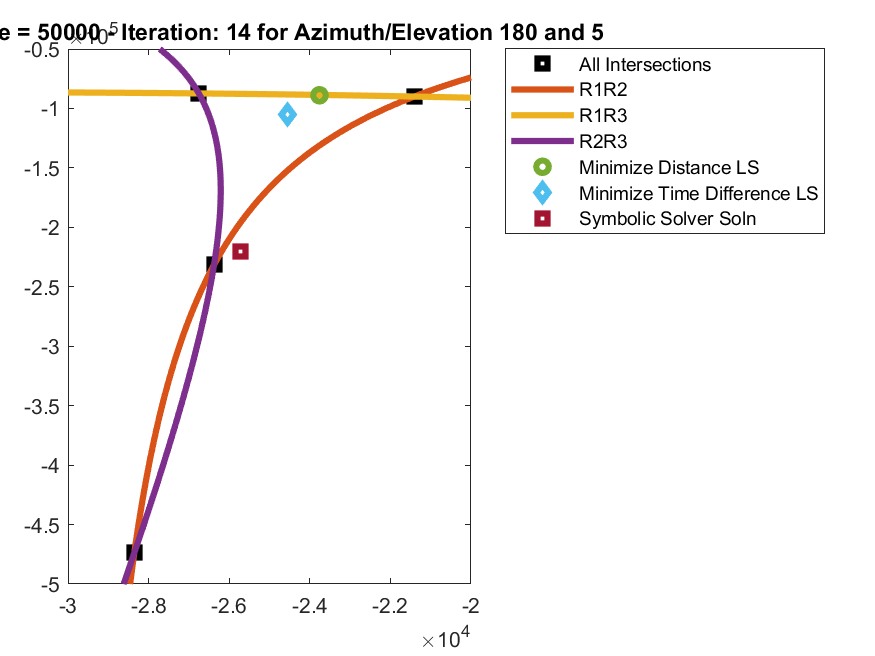 e = 50000 - Iteration: 14 for Azimuth/Elevation 180 and 5
×10^5
-0.5
-1
-1.5
-2
-2.5
-3
-3.5
-4
-4.5
-5
-3
-2.8
-2.6
-2.4
-2.2
-2
×10^4
All Intersections
R1R2
R1R3
R2R3
Minimize Distance LS
Minimize Time Difference LS
Symbolic Solver Soln